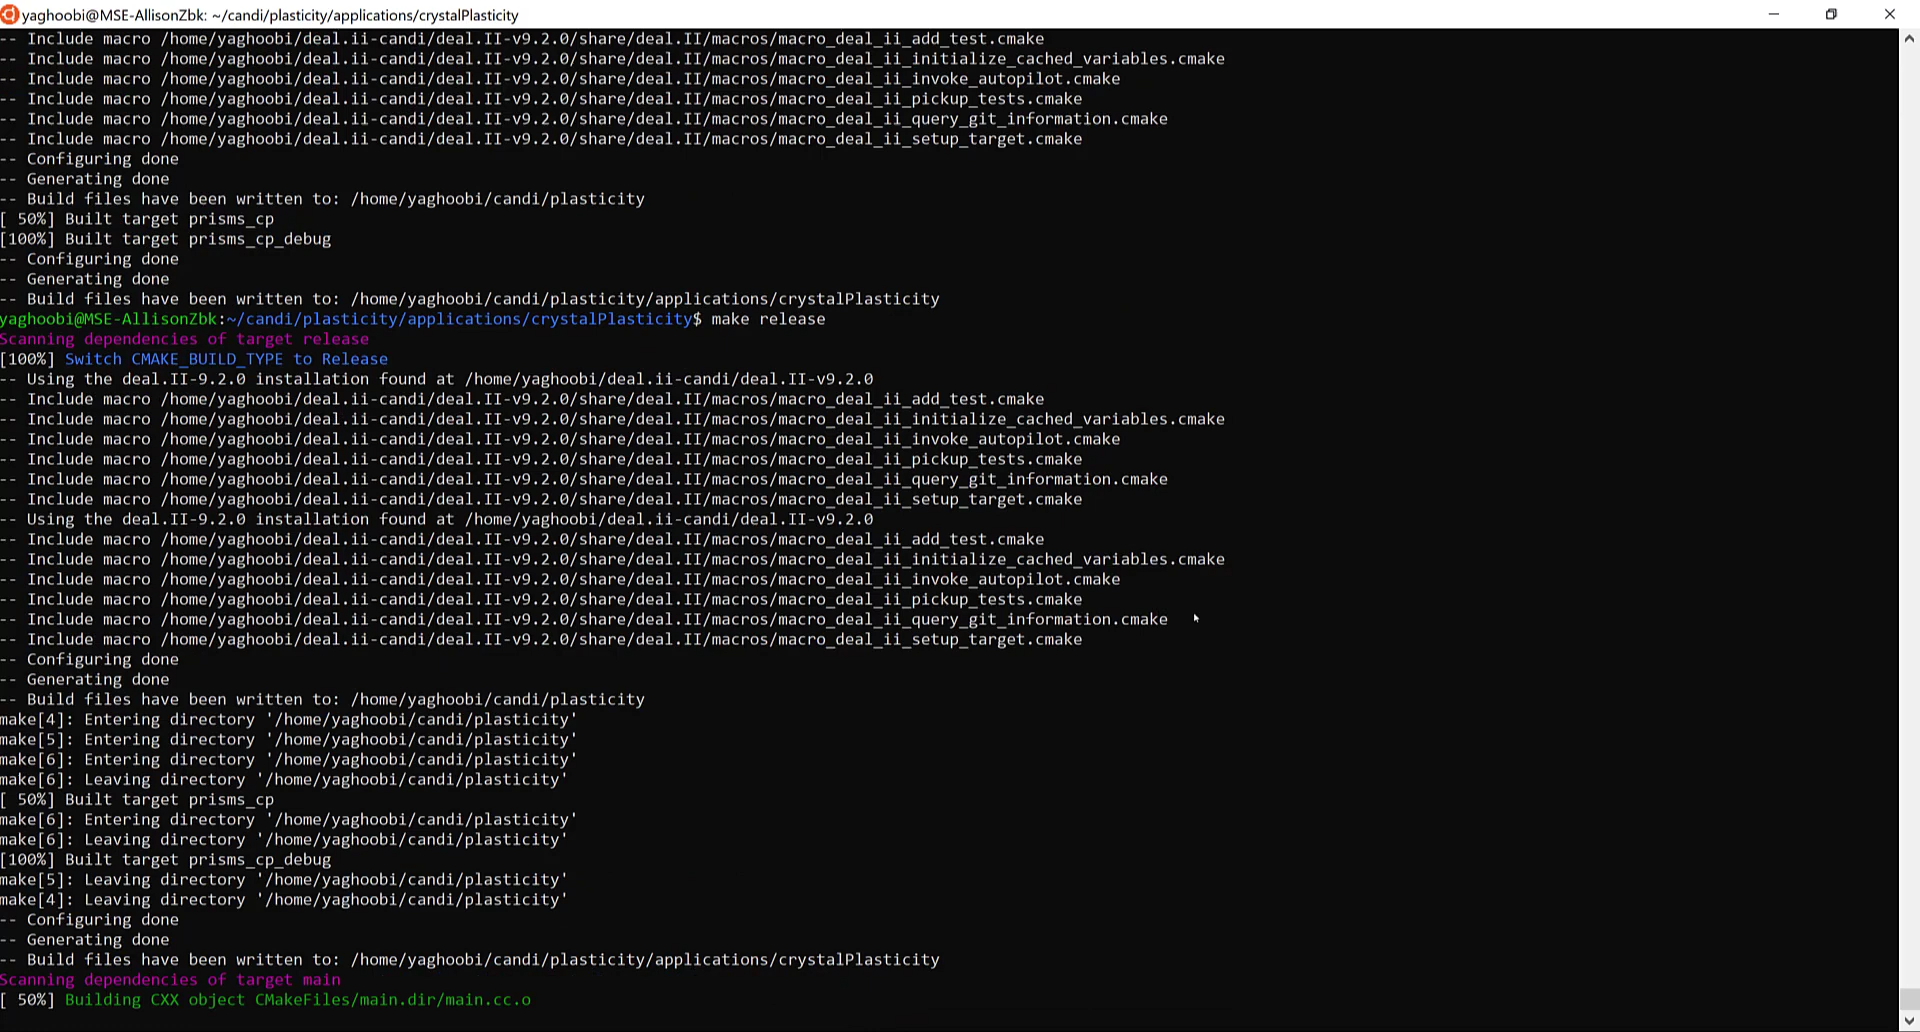 yaghoobi@MSE-AllisonZbk: ~/candi/plasticity/applications/crystalPlasticity
-- Include macro /home/yaghoobi/deal.ii-candi/deal.II-v9.2.0/share/deal.II/macros/macro_deal_ii_add_test.cmake
-- Include macro /home/yaghoobi/deal.ii-candi/deal.II-v9.2.0/share/deal.II/macros/macro_deal_ii_initialize_cached_variables.cmake
-- Include macro /home/yaghoobi/deal.ii-candi/deal.II-v9.2.0/share/deal.II/macros/macro_deal_ii_invoke_autopilot.cmake
-- Include macro /home/yaghoobi/deal.ii-candi/deal.II-v9.2.0/share/deal.II/macros/macro_deal_ii_pickup_tests.cmake
-- Include macro /home/yaghoobi/deal.ii-candi/deal.II-v9.2.0/share/deal.II/macros/macro_deal_ii_query_git_information.cmake
-- Include macro /home/yaghoobi/deal.ii-candi/deal.II-v9.2.0/share/deal.II/macros/macro_deal_ii_setup_target.cmake
-- Configuring done
-- Generating done
-- Build files have been written to: /home/yaghoobi/candi/plasticity
[ 50%] Built target prisms_cp
[100%] Built target prisms_cp_debug
-- Configuring done
-- Generating done
-- Build files have been written to: /home/yaghoobi/candi/plasticity/applications/crystalPlasticity
yaghoobi@MSE-AllisonZbk:~/candi/plasticity/applications/crystalPlasticity$ make release
Scanning dependencies of target release
[100%] Switch CMAKE_BUILD_TYPE to Release
-- Using the deal.II-9.2.0 installation found at /home/yaghoobi/deal.ii-candi/deal.II-v9.2.0
-- Include macro /home/yaghoobi/deal.ii-candi/deal.II-v9.2.0/share/deal.II/macros/macro_deal_ii_add_test.cmake
-- Include macro /home/yaghoobi/deal.ii-candi/deal.II-v9.2.0/share/deal.II/macros/macro_deal_ii_initialize_cached_variables.cmake
-- Include macro /home/yaghoobi/deal.ii-candi/deal.II-v9.2.0/share/deal.II/macros/macro_deal_ii_invoke_autopilot.cmake
-- Include macro /home/yaghoobi/deal.ii-candi/deal.II-v9.2.0/share/deal.II/macros/macro_deal_ii_pickup_tests.cmake
-- Include macro /home/yaghoobi/deal.ii-candi/deal.II-v9.2.0/share/deal.II/macros/macro_deal_ii_query_git_information.cmake
-- Include macro /home/yaghoobi/deal.ii-candi/deal.II-v9.2.0/share/deal.II/macros/macro_deal_ii_setup_target.cmake
-- Using the deal.II-9.2.0 installation found at /home/yaghoobi/deal.ii-candi/deal.II-v9.2.0
-- Include macro /home/yaghoobi/deal.ii-candi/deal.II-v9.2.0/share/deal.II/macros/macro_deal_ii_add_test.cmake
-- Include macro /home/yaghoobi/deal.ii-candi/deal.II-v9.2.0/share/deal.II/macros/macro_deal_ii_initialize_cached_variables.cmake
-- Include macro /home/yaghoobi/deal.ii-candi/deal.II-v9.2.0/share/deal.II/macros/macro_deal_ii_invoke_autopilot.cmake
-- Include macro /home/yaghoobi/deal.ii-candi/deal.II-v9.2.0/share/deal.II/macros/macro_deal_ii_pickup_tests.cmake
-- Include macro /home/yaghoobi/deal.ii-candi/deal.II-v9.2.0/share/deal.II/macros/macro_deal_ii_query_git_information.cmake
-- Include macro /home/yaghoobi/deal.ii-candi/deal.II-v9.2.0/share/deal.II/macros/macro_deal_ii_setup_target.cmake
-- Configuring done
-- Generating done
-- Build files have been written to: /home/yaghoobi/candi/plasticity
make[4]: Entering directory '/home/yaghoobi/candi/plasticity'
make[5]: Entering directory '/home/yaghoobi/candi/plasticity'
make[6]: Entering directory '/home/yaghoobi/candi/plasticity'
make[6]: Leaving directory '/home/yaghoobi/candi/plasticity'
[ 50%] Built target prisms_cp
make[6]: Entering directory '/home/yaghoobi/candi/plasticity'
make[6]: Leaving directory '/home/yaghoobi/candi/plasticity'
[100%] Built target prisms_cp_debug
make[5]: Leaving directory '/home/yaghoobi/candi/plasticity'
make[4]: Leaving directory '/home/yaghoobi/candi/plasticity'
-- Configuring done
-- Generating done
-- Build files have been written to: /home/yaghoobi/candi/plasticity/applications/crystalPlasticity
Scanning dependencies of target main
[ 50%] Building CXX object CMakeFiles/main.dir/main.cc.o